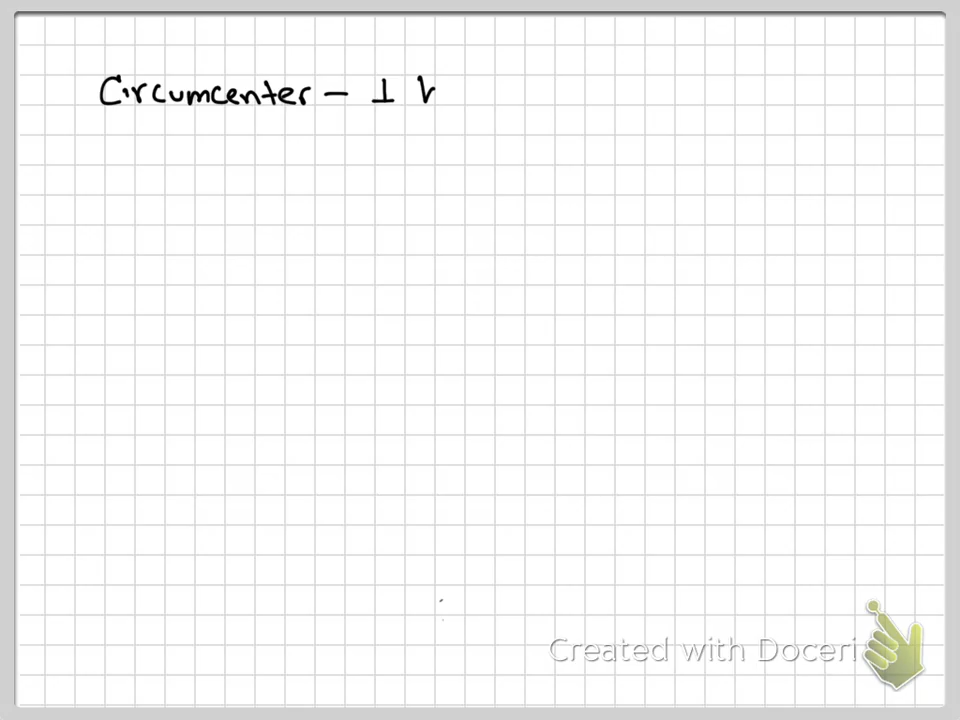 Circumcenter – ⊥
Created with Doceri